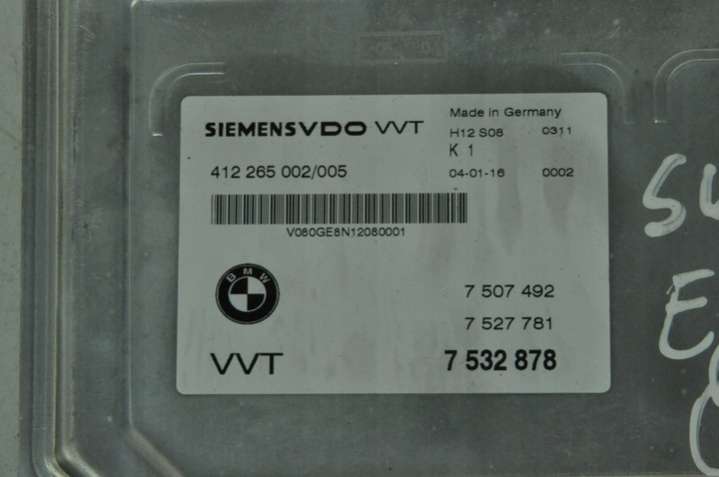 SIEMENSVDO VVT
Made in Germany
H12 S08 0311
K 1
412 265 002/005
04-01-16 0002
V080GE8N12080001
BMW
7 507 492
7 527 781
VVT 7 532 878